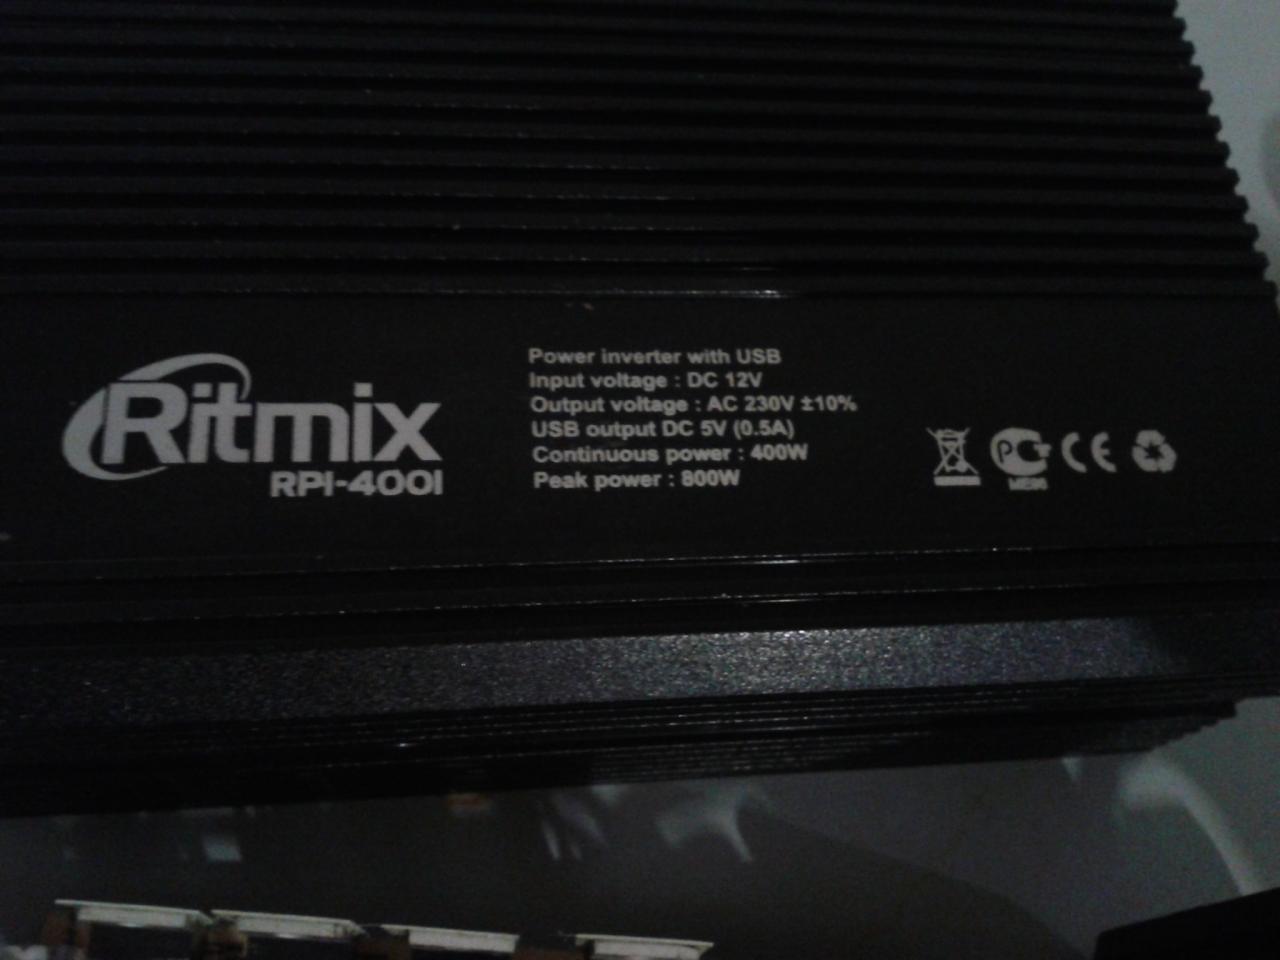 Ritmix
RPI-400I
Power inverter with USB
Input voltage : DC 12V
Output voltage : AC 230V ±10%
USB output DC 5V (0.5A)
Continuous power : 400W
Peak power : 800W
CE